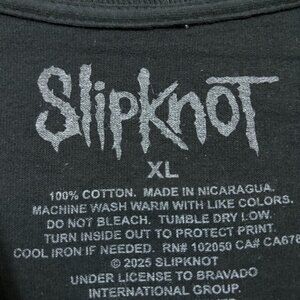 SlipknoT
XL
100% COTTON. MADE IN NICARAGUA.
MACHINE WASH WARM WITH LIKE COLORS.
DO NOT BLEACH. TUMBLE DRY LOW.
TURN INSIDE OUT TO PROTECT PRINT.
COOL IRON IF NEEDED. RN# 102050 CA# CA678
© 2025 SLIPKNOT
UNDER LICENSE TO BRAVADO
INTERNATIONAL GROUP.